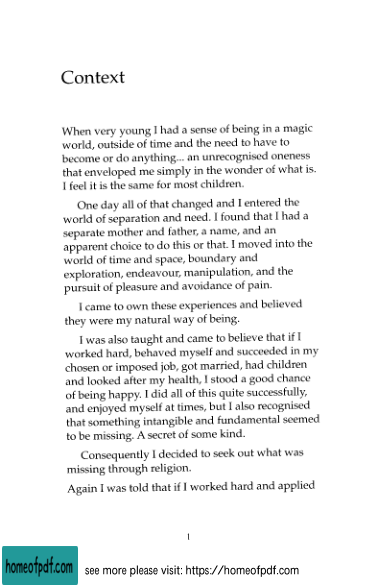 Context
When very young I had a sense of being in a magic
world, outside of time and the need to have to
become or do anything... an unrecognised oneness
that enveloped me simply in the wonder of what is.
I feel it is the same for most children.
One day all of that changed and I entered the
world of separation and need. I found that I had a
separate mother and father, a name, and an
apparent choice to do this or that. I moved into the
world of time and space, boundary and
exploration, endeavour, manipulation, and the
pursuit of pleasure and avoidance of pain.
I came to own these experiences and believed
they were my natural way of being.
I was also taught and came to believe that if I
worked hard, behaved myself and succeeded in my
chosen or imposed job, got married, had children
and looked after my health, I stood a good chance
of being happy. I did all of this quite successfully,
and enjoyed myself at times, but I also recognised
that something intangible and fundamental seemed
to be missing. A secret of some kind.
Consequently I decided to seek out what was
missing through religion.
Again I was told that if I worked hard and applied
1
homeofpdf.com
see more please visit: https://homeofpdf.com